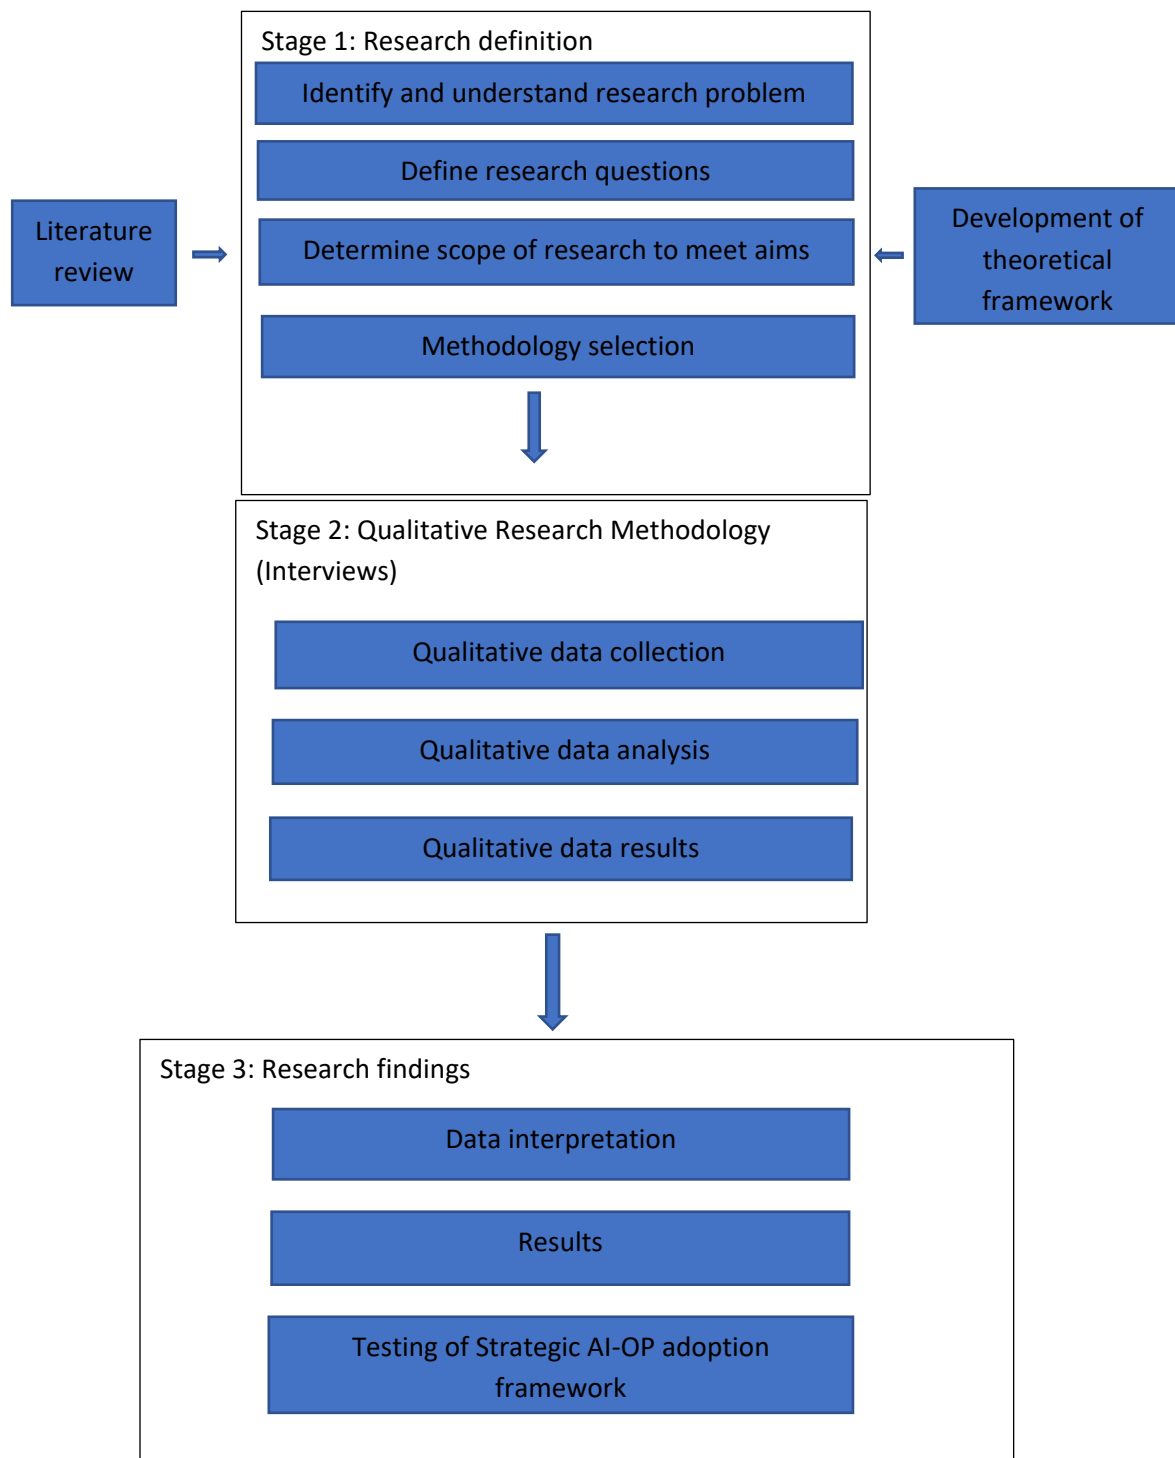 Stage 1: Research definition
Identify and understand research problem
Define research questions
Determine scope of research to meet aims
Methodology selection
Literature
review
Development of
theoretical
framework
Stage 2: Qualitative Research Methodology
(Interviews)
Qualitative data collection
Qualitative data analysis
Qualitative data results
Stage 3: Research findings
Data interpretation
Results
Testing of Strategic AI-OP adoption
framework